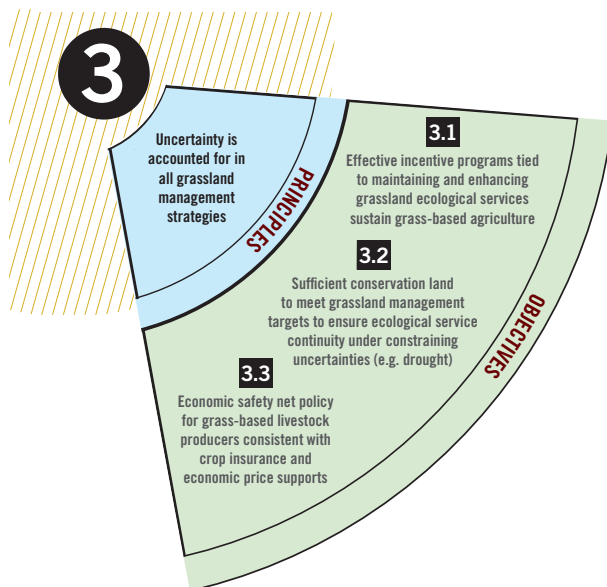 3
Uncertainty is
accounted for in
all grassland
management
strategies
PRINCIPLES
3.1
Effective incentive programs tied
to maintaining and enhancing
grassland ecological services
sustain grass-based agriculture
3.2
Sufficient conservation land
to meet grassland management
targets to ensure ecological service
continuity under constraining
uncertainties (e.g. drought)
3.3
Economic safety net policy
for grass-based livestock
producers consistent with
crop insurance and
economic price supports
OBJECTIVES